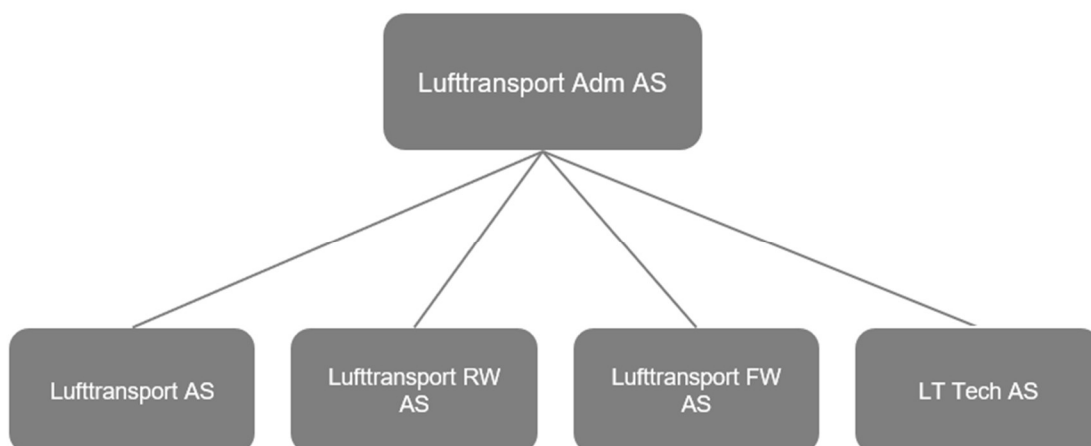 Lufttransport Adm AS
Lufttransport AS
Lufttransport RW
AS
Lufttransport FW
AS
LT Tech AS